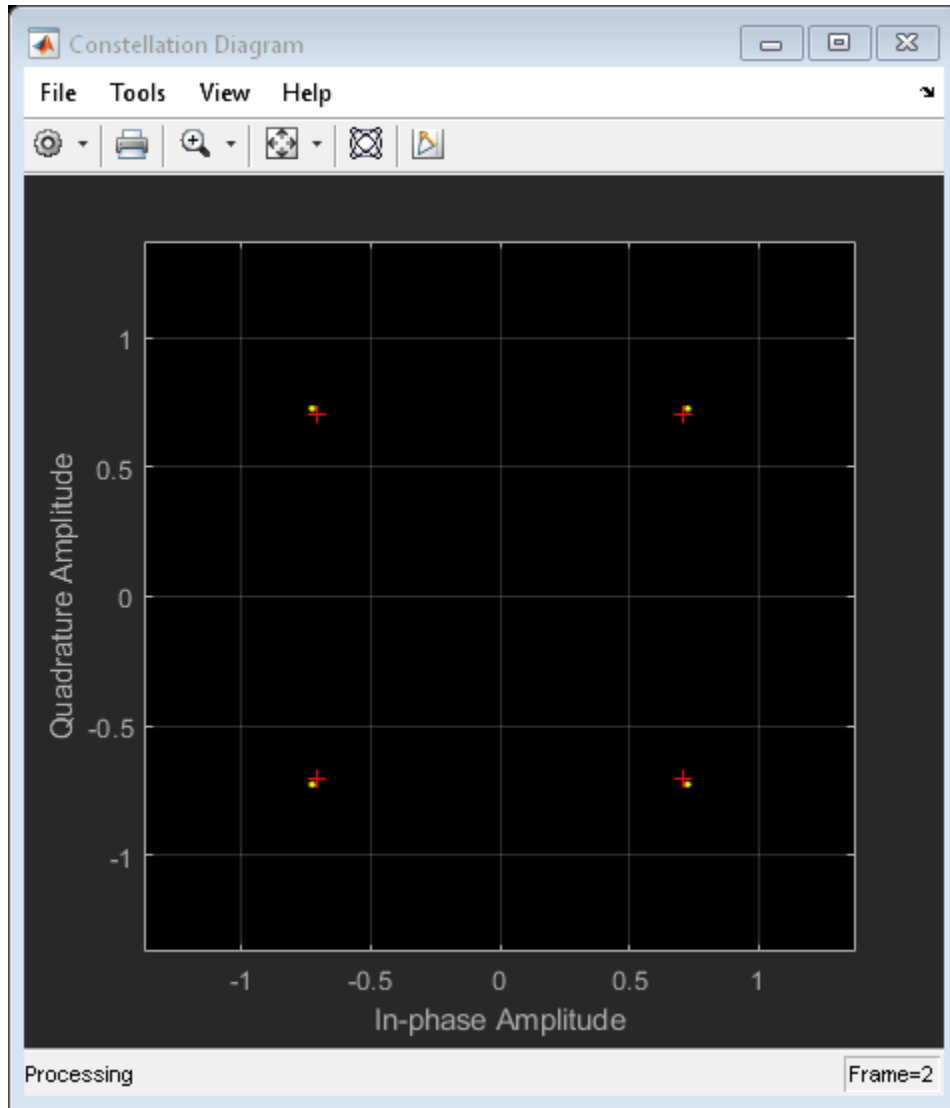 Constellation Diagram
File Tools View Help
1
0.5
0
-0.5
-1
Quadrature Amplitude
-1 -0.5 0 0.5 1
In-phase Amplitude
Processing Frame=2